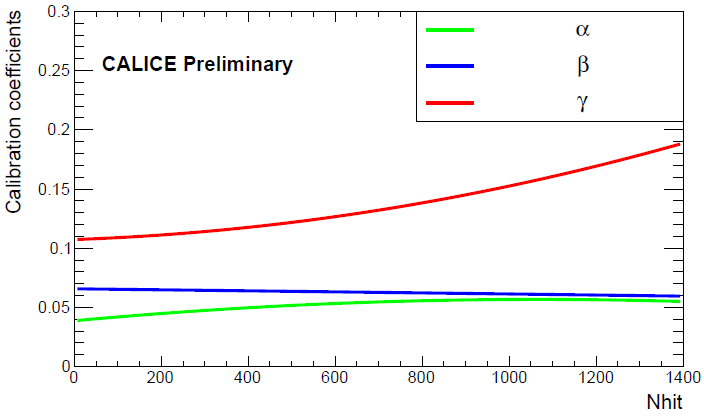 Calibration coefficients
0.3
0.25
0.2
0.15
0.1
0.05
0
CALICE Preliminary
α
β
γ
0 200 400 600 800 1000 1200 1400
Nhit